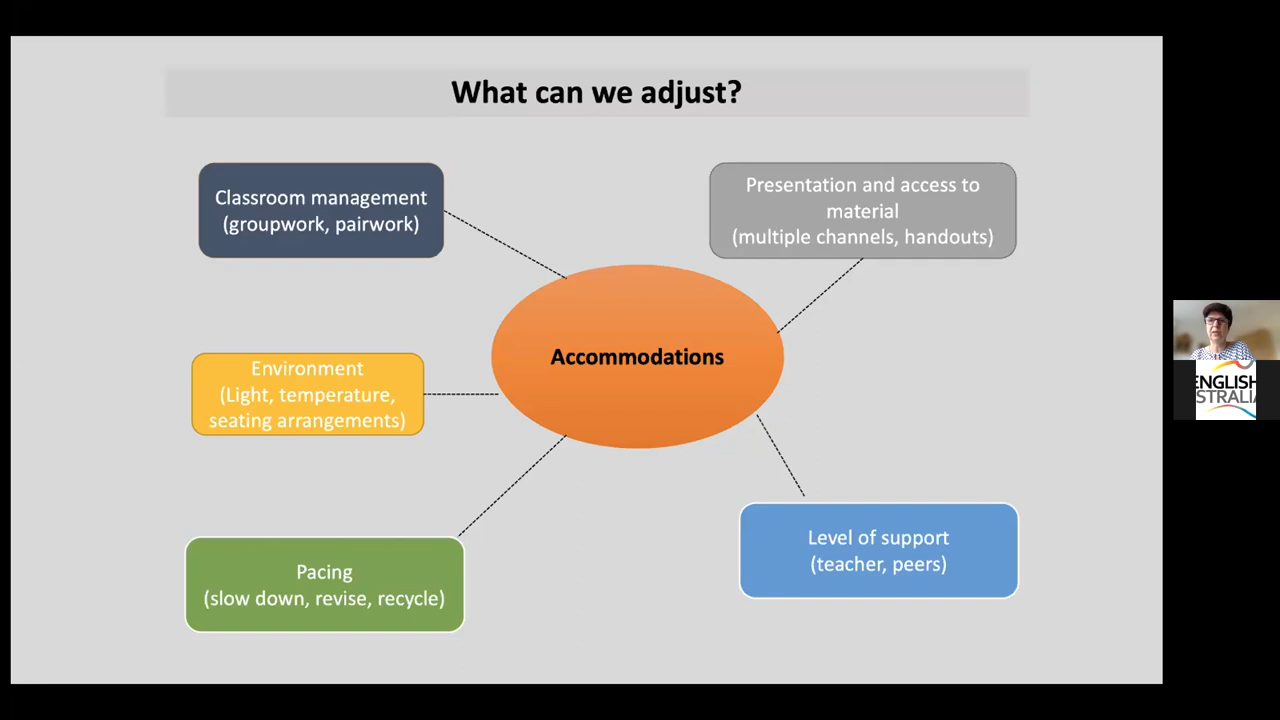 What can we adjust?
Classroom management
(groupwork, pairwork)
Presentation and access to
material
(multiple channels, handouts)
Accommodations
Environment
(Light, temperature,
seating arrangements)
Pacing
(slow down, revise, recycle)
Level of support
(teacher, peers)
ENGLISH
STRALIA